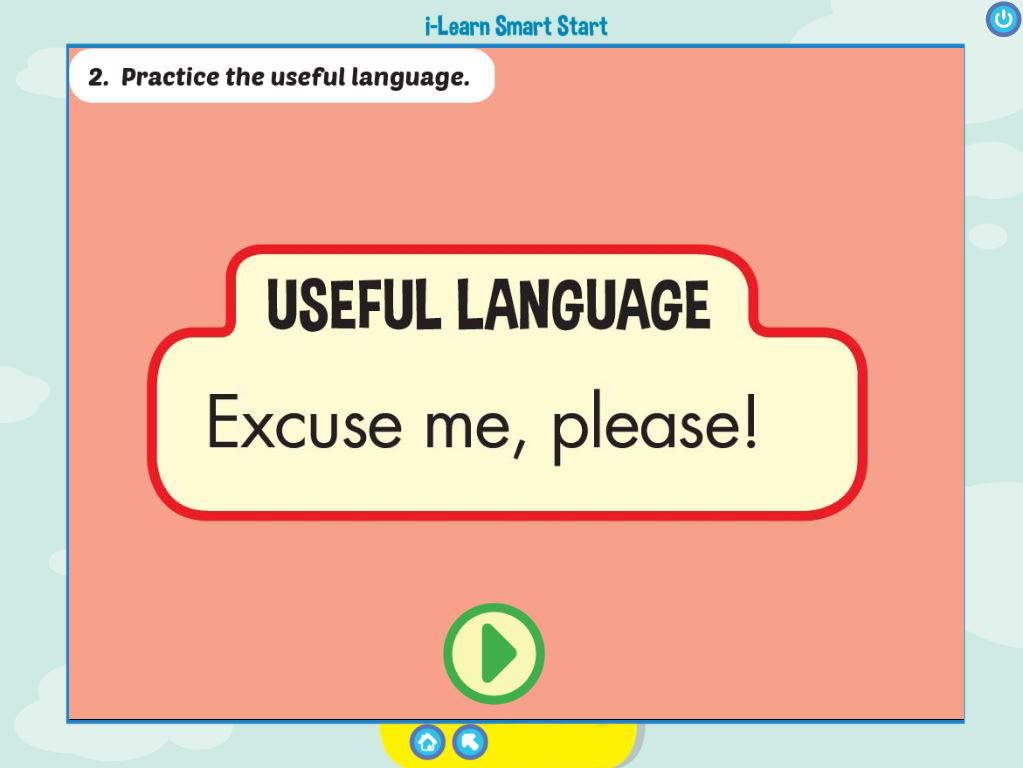 i-Learn Smart Start
2. Practice the useful language.
USEFUL LANGUAGE
Excuse me, please!